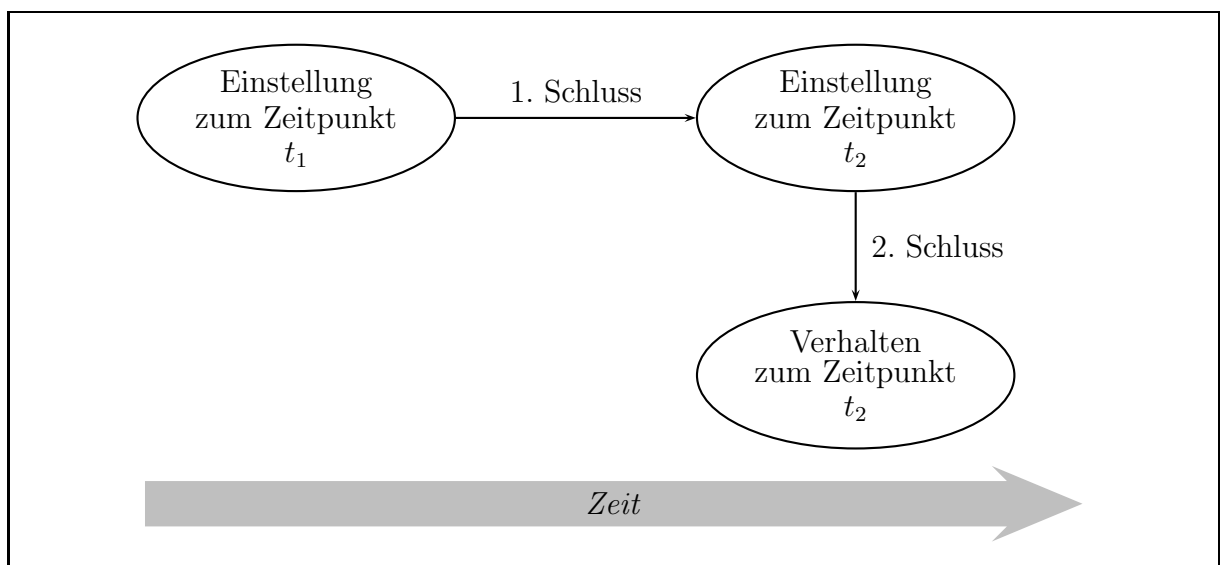 Einstellung
zum Zeitpunkt
t₁
1. Schluss
Einstellung
zum Zeitpunkt
t₂
2. Schluss
Verhalten
zum Zeitpunkt
t₂
Zeit